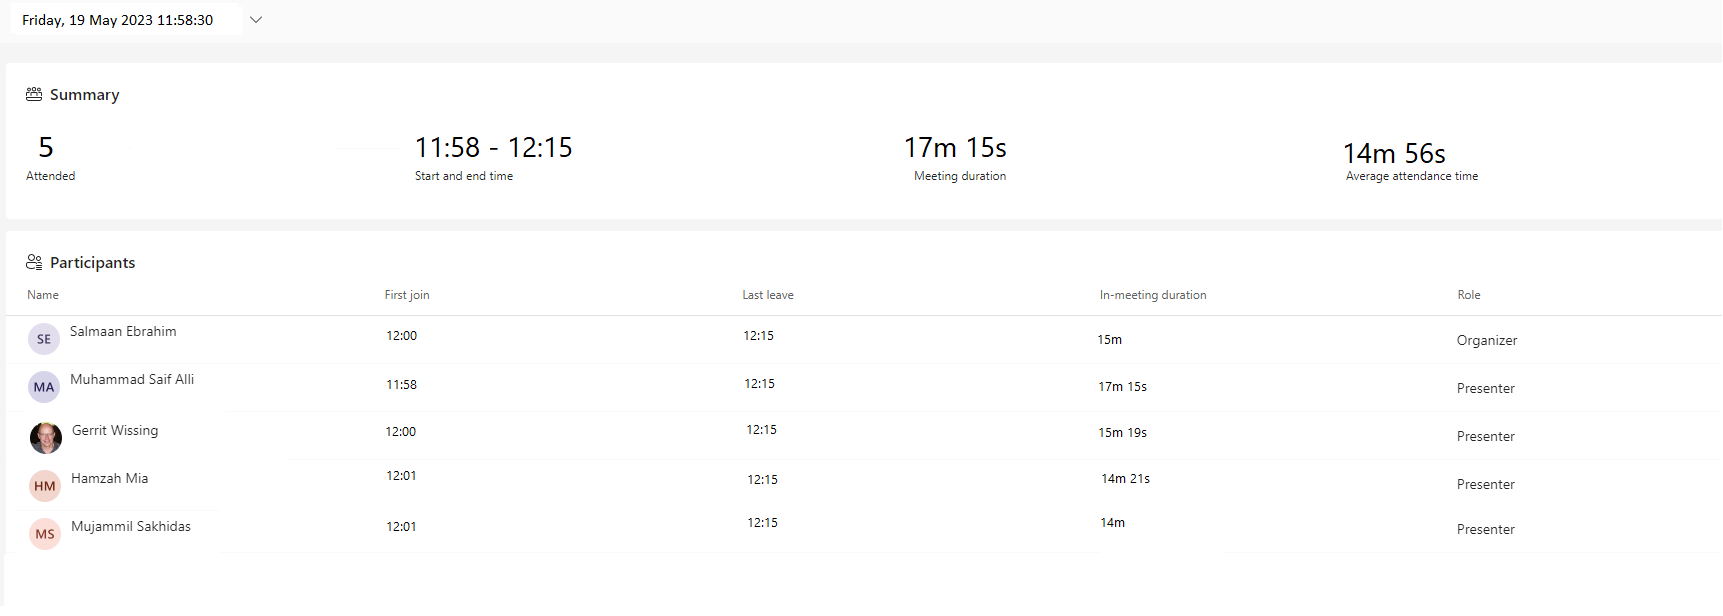 Friday, 19 May 2023 11:58:30
Summary
5 11:58 - 12:15 17m 15s 14m 56s
Attended Start and end time Meeting duration Average attendance time
Participants
Name First join Last leave In-meeting duration Role
SE Salmaan Ebrahim 12:00 12:15 15m Organizer
MA Muhammad Saif Alli 11:58 12:15 17m 15s Presenter
Gerrit Wissing 12:00 12:15 15m 19s Presenter
HM Hamzah Mia 12:01 12:15 14m 21s Presenter
MS Mujammil Sakhidas 12:01 12:15 14m Presenter